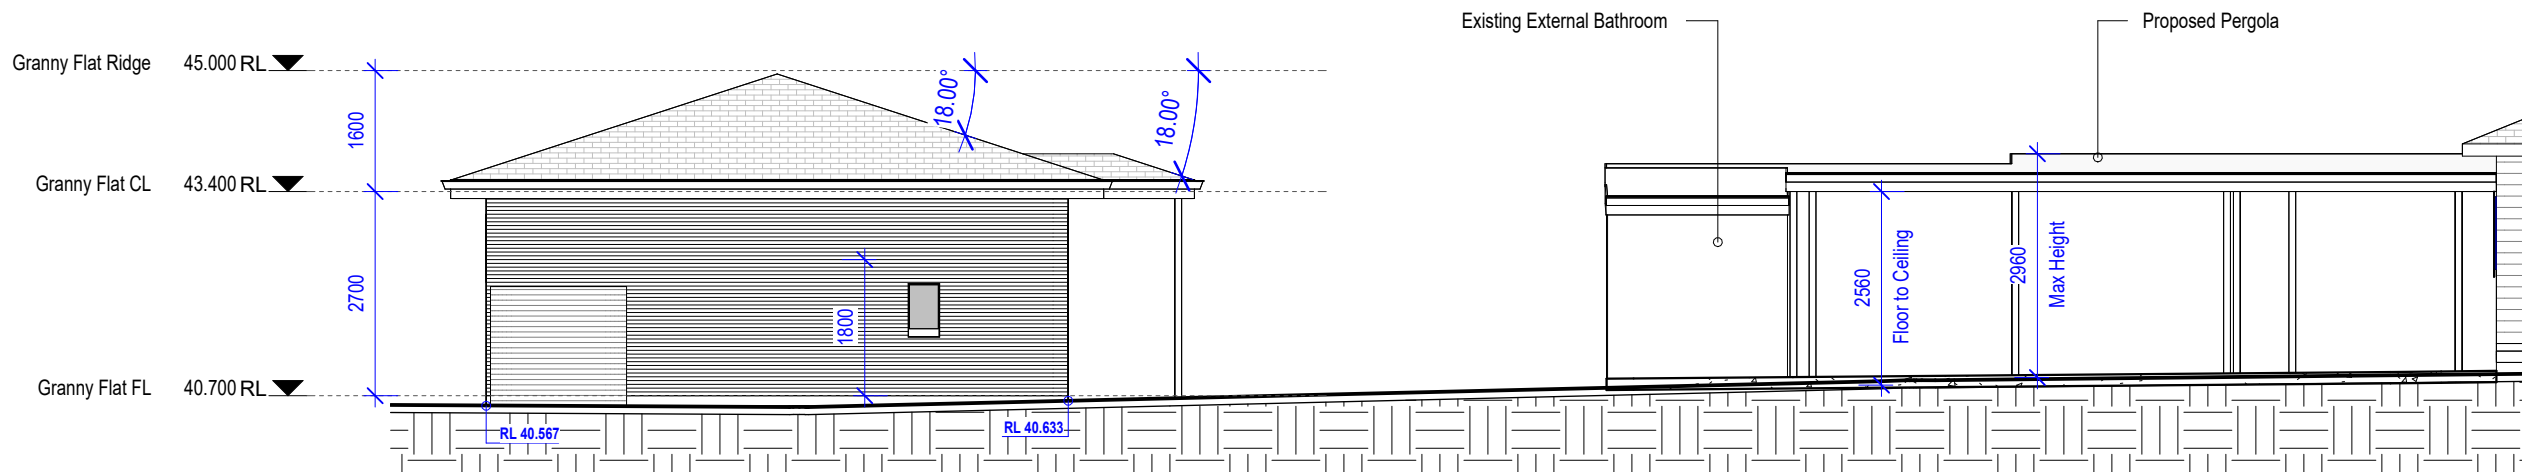 Existing External Bathroom
Proposed Pergola
Granny Flat Ridge 45.000 RL
18.00°
18.00°
1600
Granny Flat CL 43.400 RL
2700
1800
2560
Floor to Ceiling
2960
Max Height
Granny Flat FL 40.700 RL
RL 40.567
RL 40.633